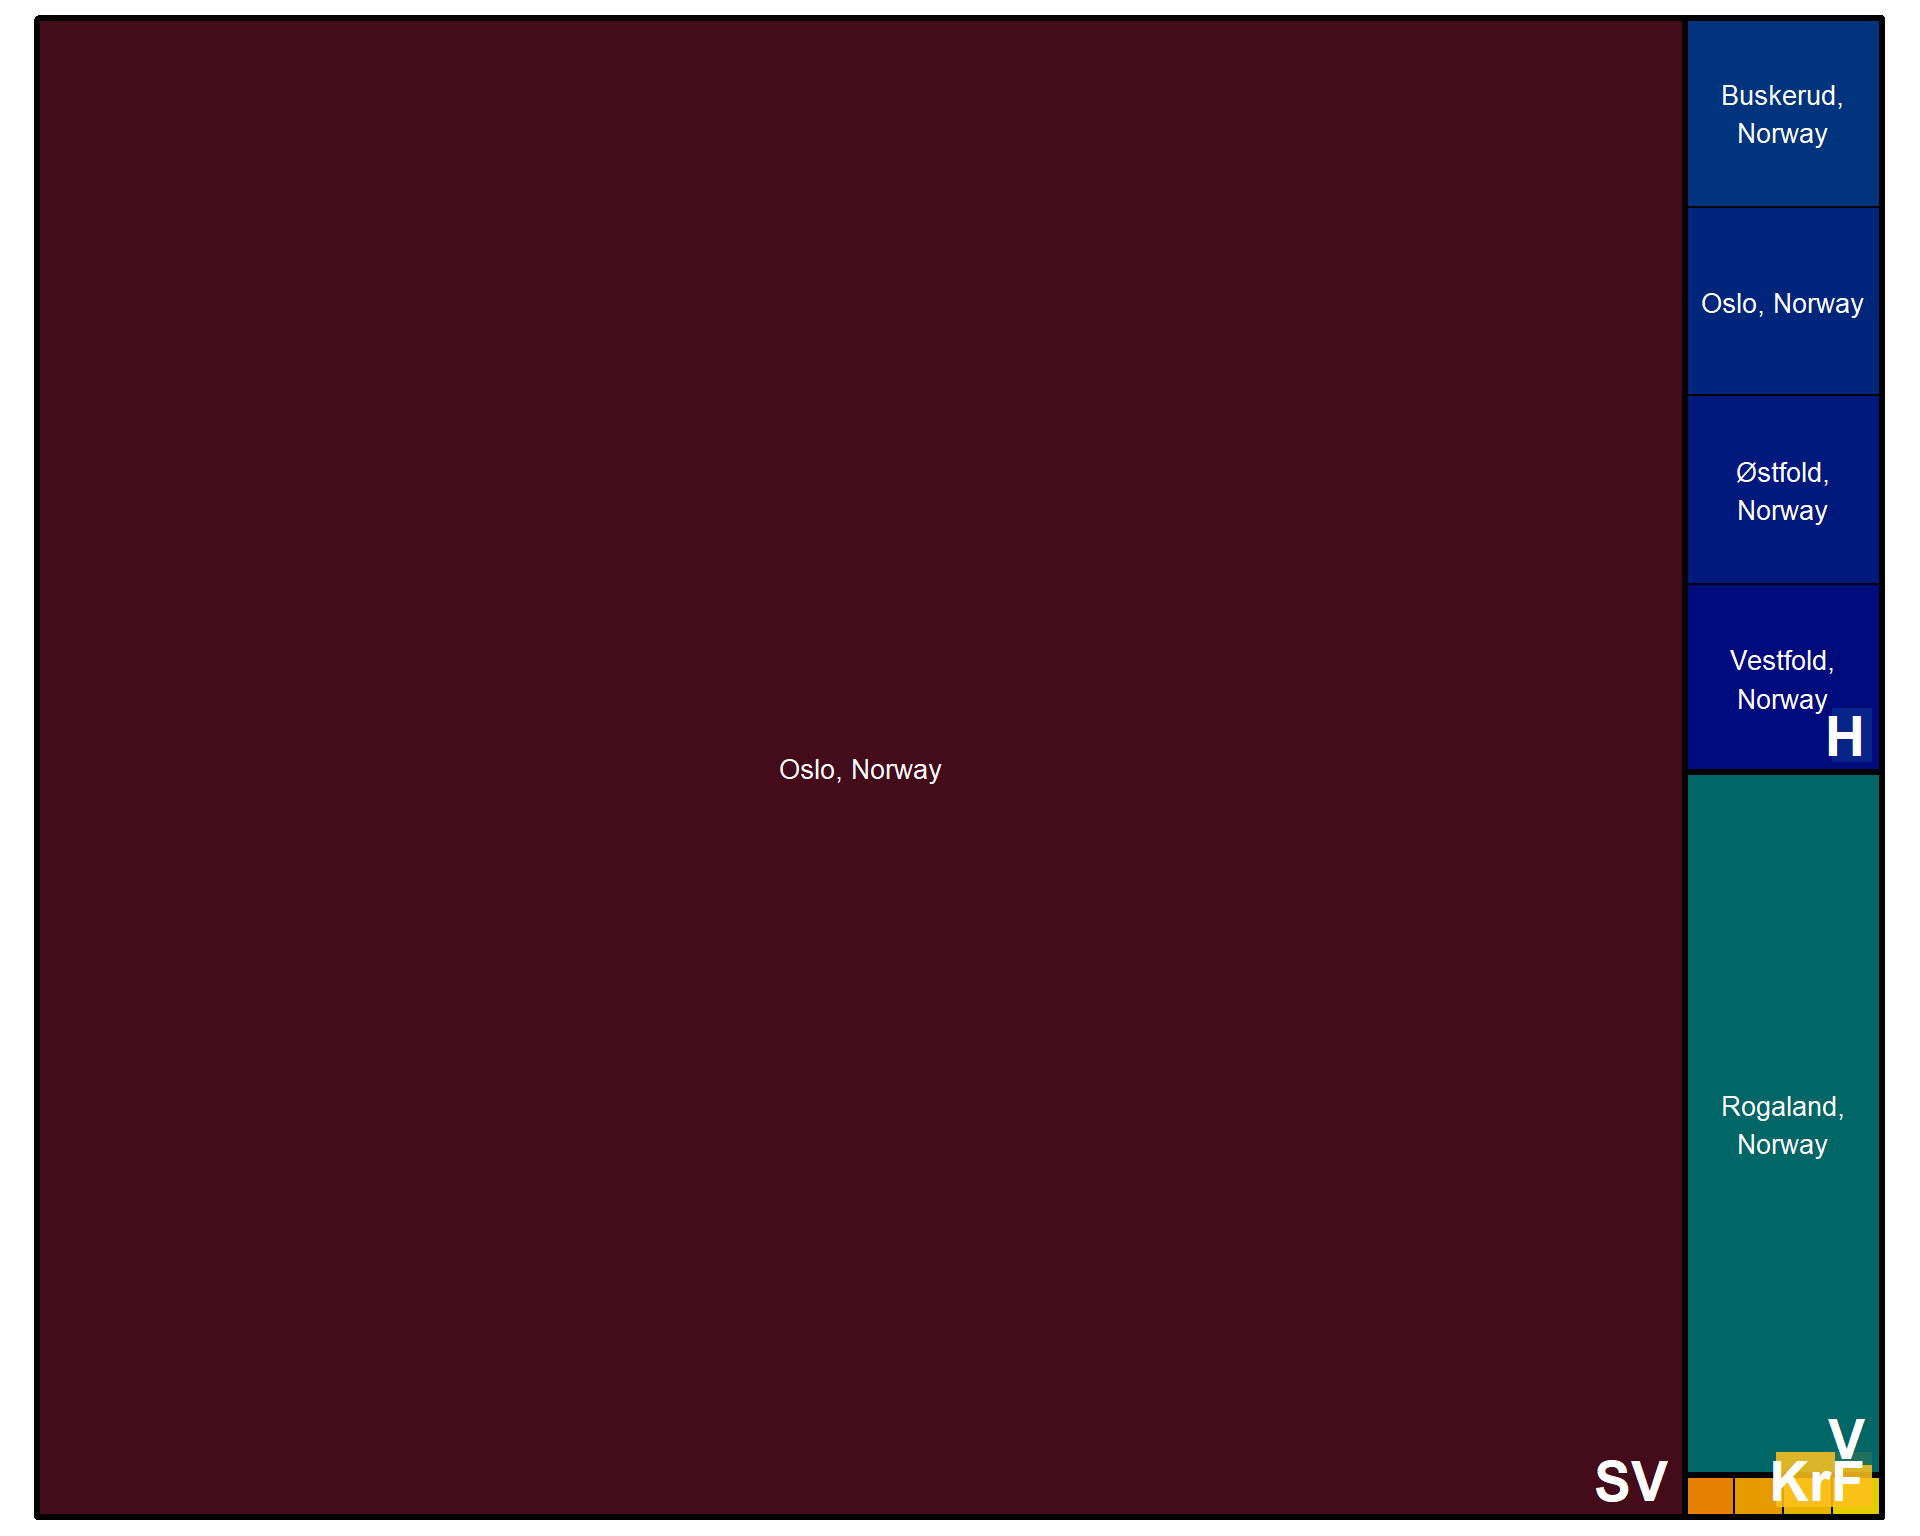 Oslo, Norway
SV
Buskerud,
Norway
Oslo, Norway
Østfold,
Norway
Vestfold,
Norway
H
Rogaland,
Norway
V
KrF